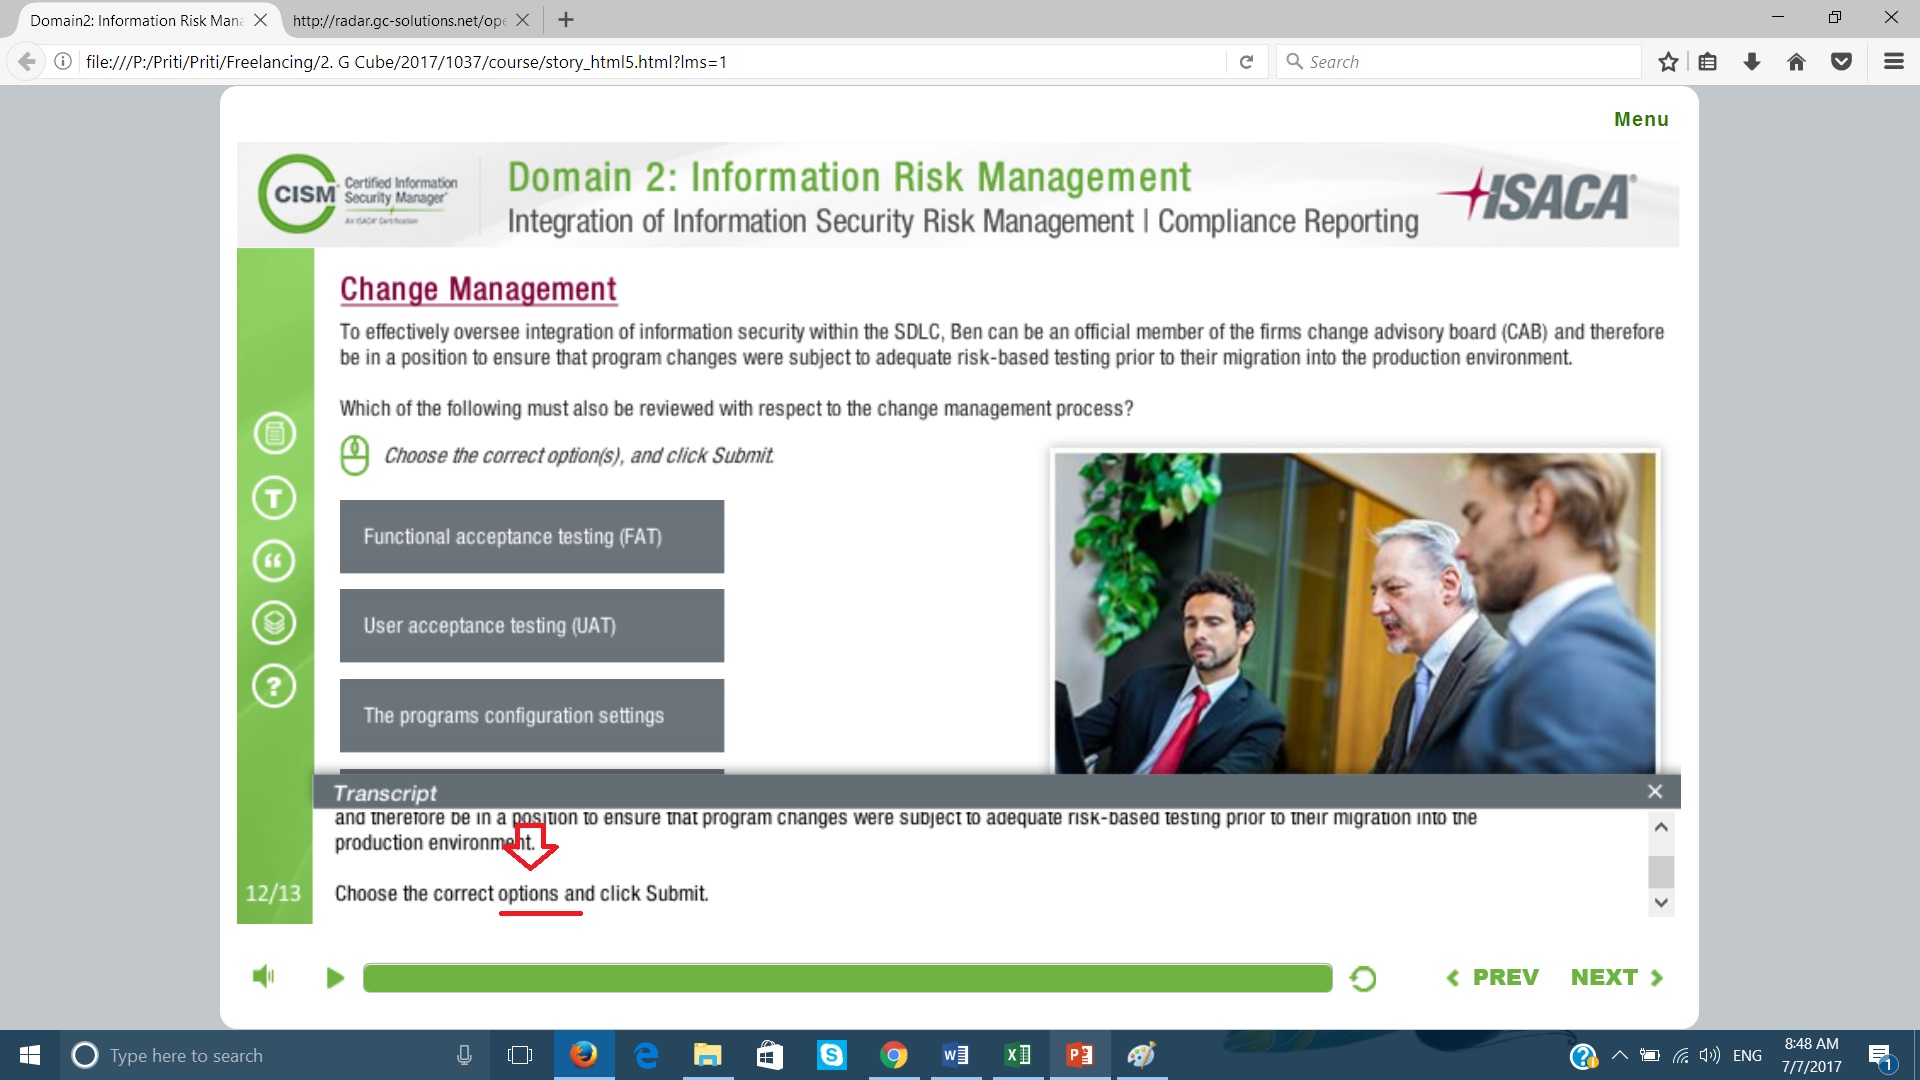 Domain2: Information Risk Mana
http://radar.gc-solutions.net/ope
file:///P:/Priti/Priti/Freelancing/2. G Cube/2017/1037/course/story_html5.html?lms=1
Search
Menu
CISM Certified Information
Security Manager®
An ISACA® Certification
Domain 2: Information Risk Management
Integration of Information Security Risk Management | Compliance Reporting
ISACA®
Change Management
To effectively oversee integration of information security within the SDLC, Ben can be an official member of the firms change advisory board (CAB) and therefore
be in a position to ensure that program changes were subject to adequate risk-based testing prior to their migration into the production environment.
Which of the following must also be reviewed with respect to the change management process?
Choose the correct option(s), and click Submit.
Functional acceptance testing (FAT)
User acceptance testing (UAT)
The programs configuration settings
Transcript
and therefore be in a position to ensure that program changes were subject to adequate risk-based testing prior to their migration into the
production environment.
Choose the correct options and click Submit.
12/13
PREV
NEXT
Type here to search
ENG
8:48 AM
7/7/2017
1